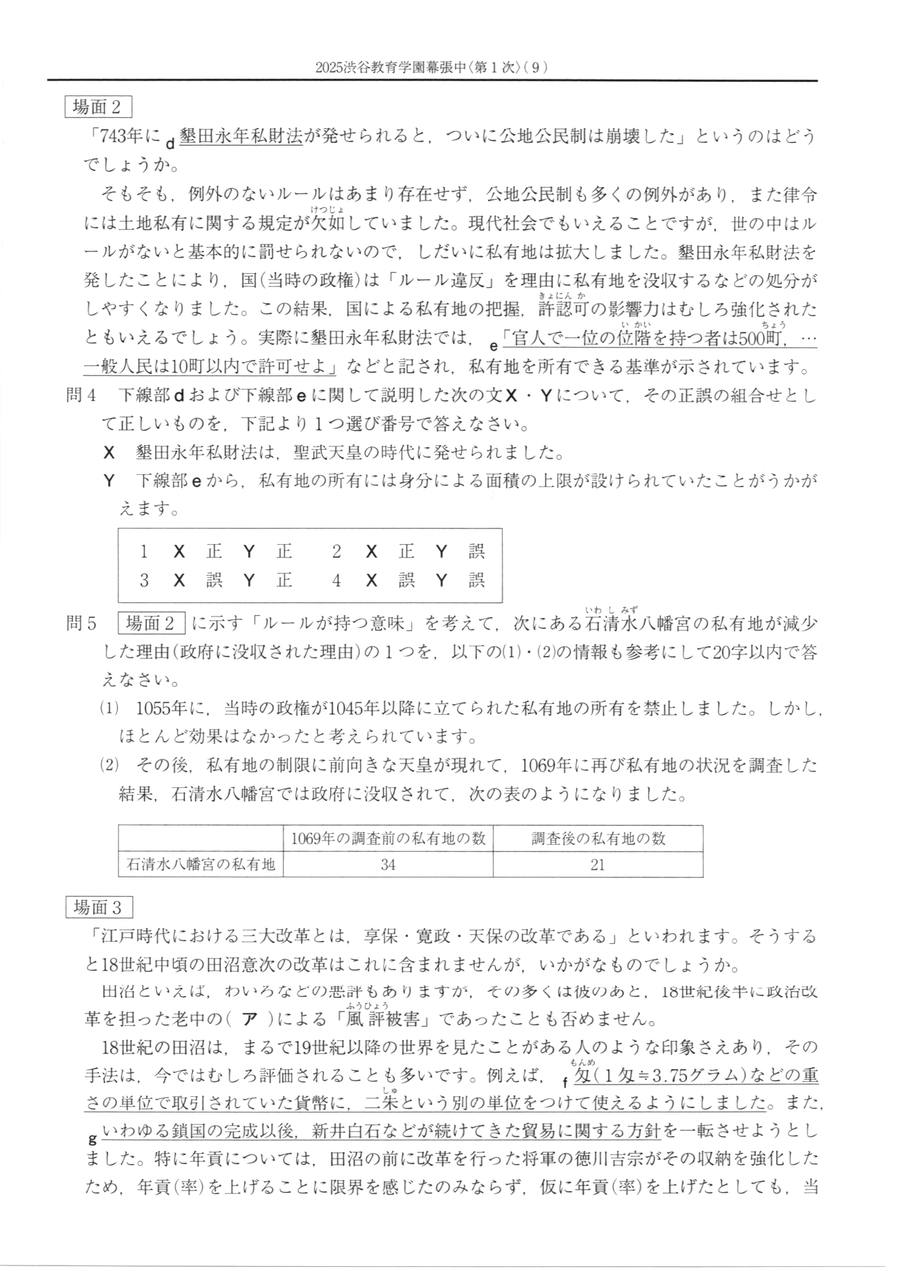 2025渋谷教育学園幕張中〈第1次〉(9)
場面2
「743年に d 墾田永年私財法が発せられると，ついに公地公民制は崩壊した」というのはどう
でしょうか。
そもそも，例外のないルールはあまり存在せず，公地公民制も多くの例外があり，また律令
には土地私有に関する規定が欠如していました。現代社会でもいえることですが，世の中はル
ールがないと基本的に罰せられないので，しだいに私有地は拡大しました。墾田永年私財法を
発したことにより，国(当時の政権)は「ルール違反」を理由に私有地を没収するなどの処分が
しやすくなりました。この結果，国による私有地の把握，許認可の影響力はむしろ強化された
ともいえるでしょう。実際に墾田永年私財法では，e「官人で一位の位階を持つ者は500町，…
一般人民は10町以内で許可せよ」などと記され，私有地を所有できる基準が示されています。
問4 下線部dおよび下線部eに関して説明した次の文X・Yについて，その正誤の組合せとし
て正しいものを，下記より1つ選び番号で答えなさい。
X 墾田永年私財法は，聖武天皇の時代に発せられました。
Y 下線部eから，私有地の所有には身分による面積の上限が設けられていたことがうかが
えます。
1 X 正 Y 正 2 X 正 Y 誤
3 X 誤 Y 正 4 X 誤 Y 誤
問5 場面2 に示す「ルールが持つ意味」を考えて，次にある石清水八幡宮の私有地が減少
した理由(政府に没収された理由)の1つを，以下の⑴・⑵の情報も参考にして20字以内で答
えなさい。
⑴ 1055年に，当時の政権が1045年以降に立てられた私有地の所有を禁止しました。しかし，
ほとんど効果はなかったと考えられています。
⑵ その後，私有地の制限に前向きな天皇が現れて，1069年に再び私有地の状況を調査した
結果，石清水八幡宮では政府に没収されて，次の表のようになりました。
1069年の調査前の私有地の数 調査後の私有地の数
石清水八幡宮の私有地 34 21
場面3
「江戸時代における三大改革とは，享保・寛政・天保の改革である」といわれます。そうする
と18世紀中頃の田沼意次の改革はこれに含まれませんが，いかがなものでしょうか。
田沼といえば，わいろなどの悪評もありますが，その多くは彼のあと，18世紀後半に政治改
革を担った老中の( ア )による「風評被害」であったことも否めません。
18世紀の田沼は，まるで19世紀以降の世界を見たことがある人のような印象さえあり，その
手法は，今ではむしろ評価されることも多いです。例えば，f 匁(1匁≒3.75グラム)などの重
さの単位で取引されていた貨幣に，二朱という別の単位をつけて使えるようにしました。また，
g いわゆる鎖国の完成以後，新井白石などが続けてきた貿易に関する方針を一転させようとし
ました。特に年貢については，田沼の前に改革を行った将軍の徳川吉宗がその収納を強化した
ため，年貢(率)を上げることに限界を感じたのみならず，仮に年貢(率)を上げたとしても，当